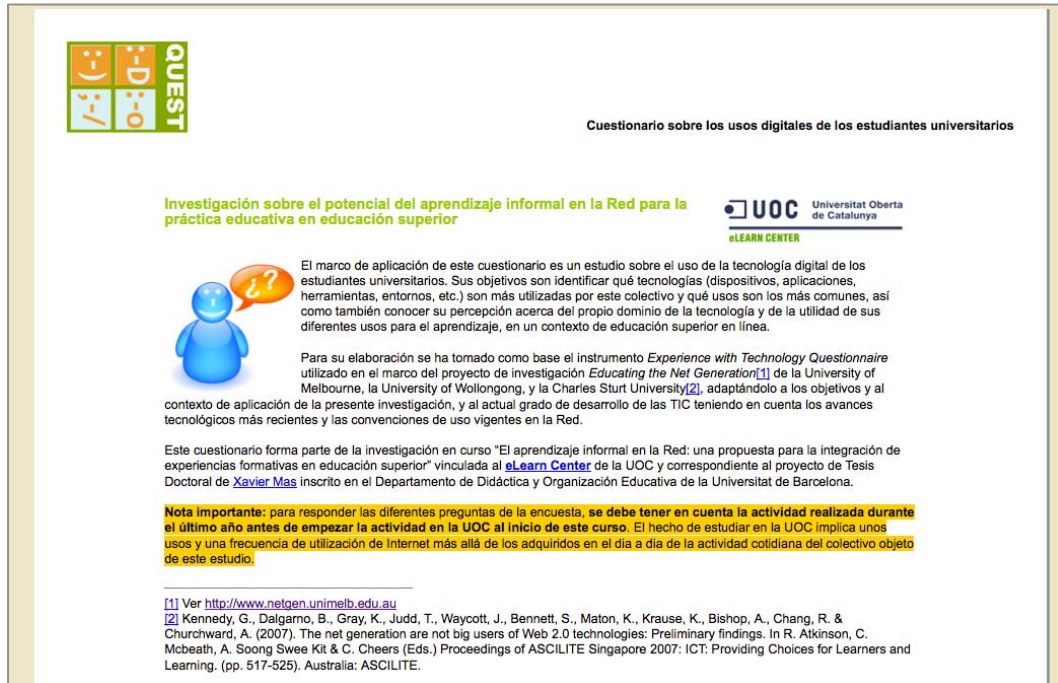 QUEST
:-) :-D
;-/ :-o
Cuestionario sobre los usos digitales de los estudiantes universitarios
Investigación sobre el potencial del aprendizaje informal en la Red para la
práctica educativa en educación superior
UOC Universitat Oberta
de Catalunya
eLEARN CENTER
¿?
El marco de aplicación de este cuestionario es un estudio sobre el uso de la tecnología digital de los
estudiantes universitarios. Sus objetivos son identificar qué tecnologías (dispositivos, aplicaciones,
herramientas, entornos, etc.) son más utilizadas por este colectivo y qué usos son los más comunes, así
como también conocer su percepción acerca del propio dominio de la tecnología y de la utilidad de sus
diferentes usos para el aprendizaje, en un contexto de educación superior en línea.
Para su elaboración se ha tomado como base el instrumento Experience with Technology Questionnaire
utilizado en el marco del proyecto de investigación Educating the Net Generation[1] de la University of
Melbourne, la University of Wollongong, y la Charles Sturt University[2], adaptándolo a los objetivos y al
contexto de aplicación de la presente investigación, y al actual grado de desarrollo de las TIC teniendo en cuenta los avances
tecnológicos más recientes y las convenciones de uso vigentes en la Red.
Este cuestionario forma parte de la investigación en curso "El aprendizaje informal en la Red: una propuesta para la integración de
experiencias formativas en educación superior" vinculada al eLearn Center de la UOC y correspondiente al proyecto de Tesis
Doctoral de Xavier Mas inscrito en el Departamento de Didáctica y Organización Educativa de la Universitat de Barcelona.
Nota importante: para responder las diferentes preguntas de la encuesta, se debe tener en cuenta la actividad realizada durante
el último año antes de empezar la actividad en la UOC al inicio de este curso. El hecho de estudiar en la UOC implica unos
usos y una frecuencia de utilización de Internet más allá de los adquiridos en el dia a dia de la actividad cotidiana del colectivo objeto
de este estudio.
[1] Ver http://www.netgen.unimelb.edu.au
[2] Kennedy, G., Dalgarno, B., Gray, K., Judd, T., Waycott, J., Bennett, S., Maton, K., Krause, K., Bishop, A., Chang, R. &
Churchward, A. (2007). The net generation are not big users of Web 2.0 technologies: Preliminary findings. In R. Atkinson, C.
Mcbeath, A. Soong Swee Kit & C. Cheers (Eds.) Proceedings of ASCILITE Singapore 2007: ICT: Providing Choices for Learners and
Learning. (pp. 517-525). Australia: ASCILITE.